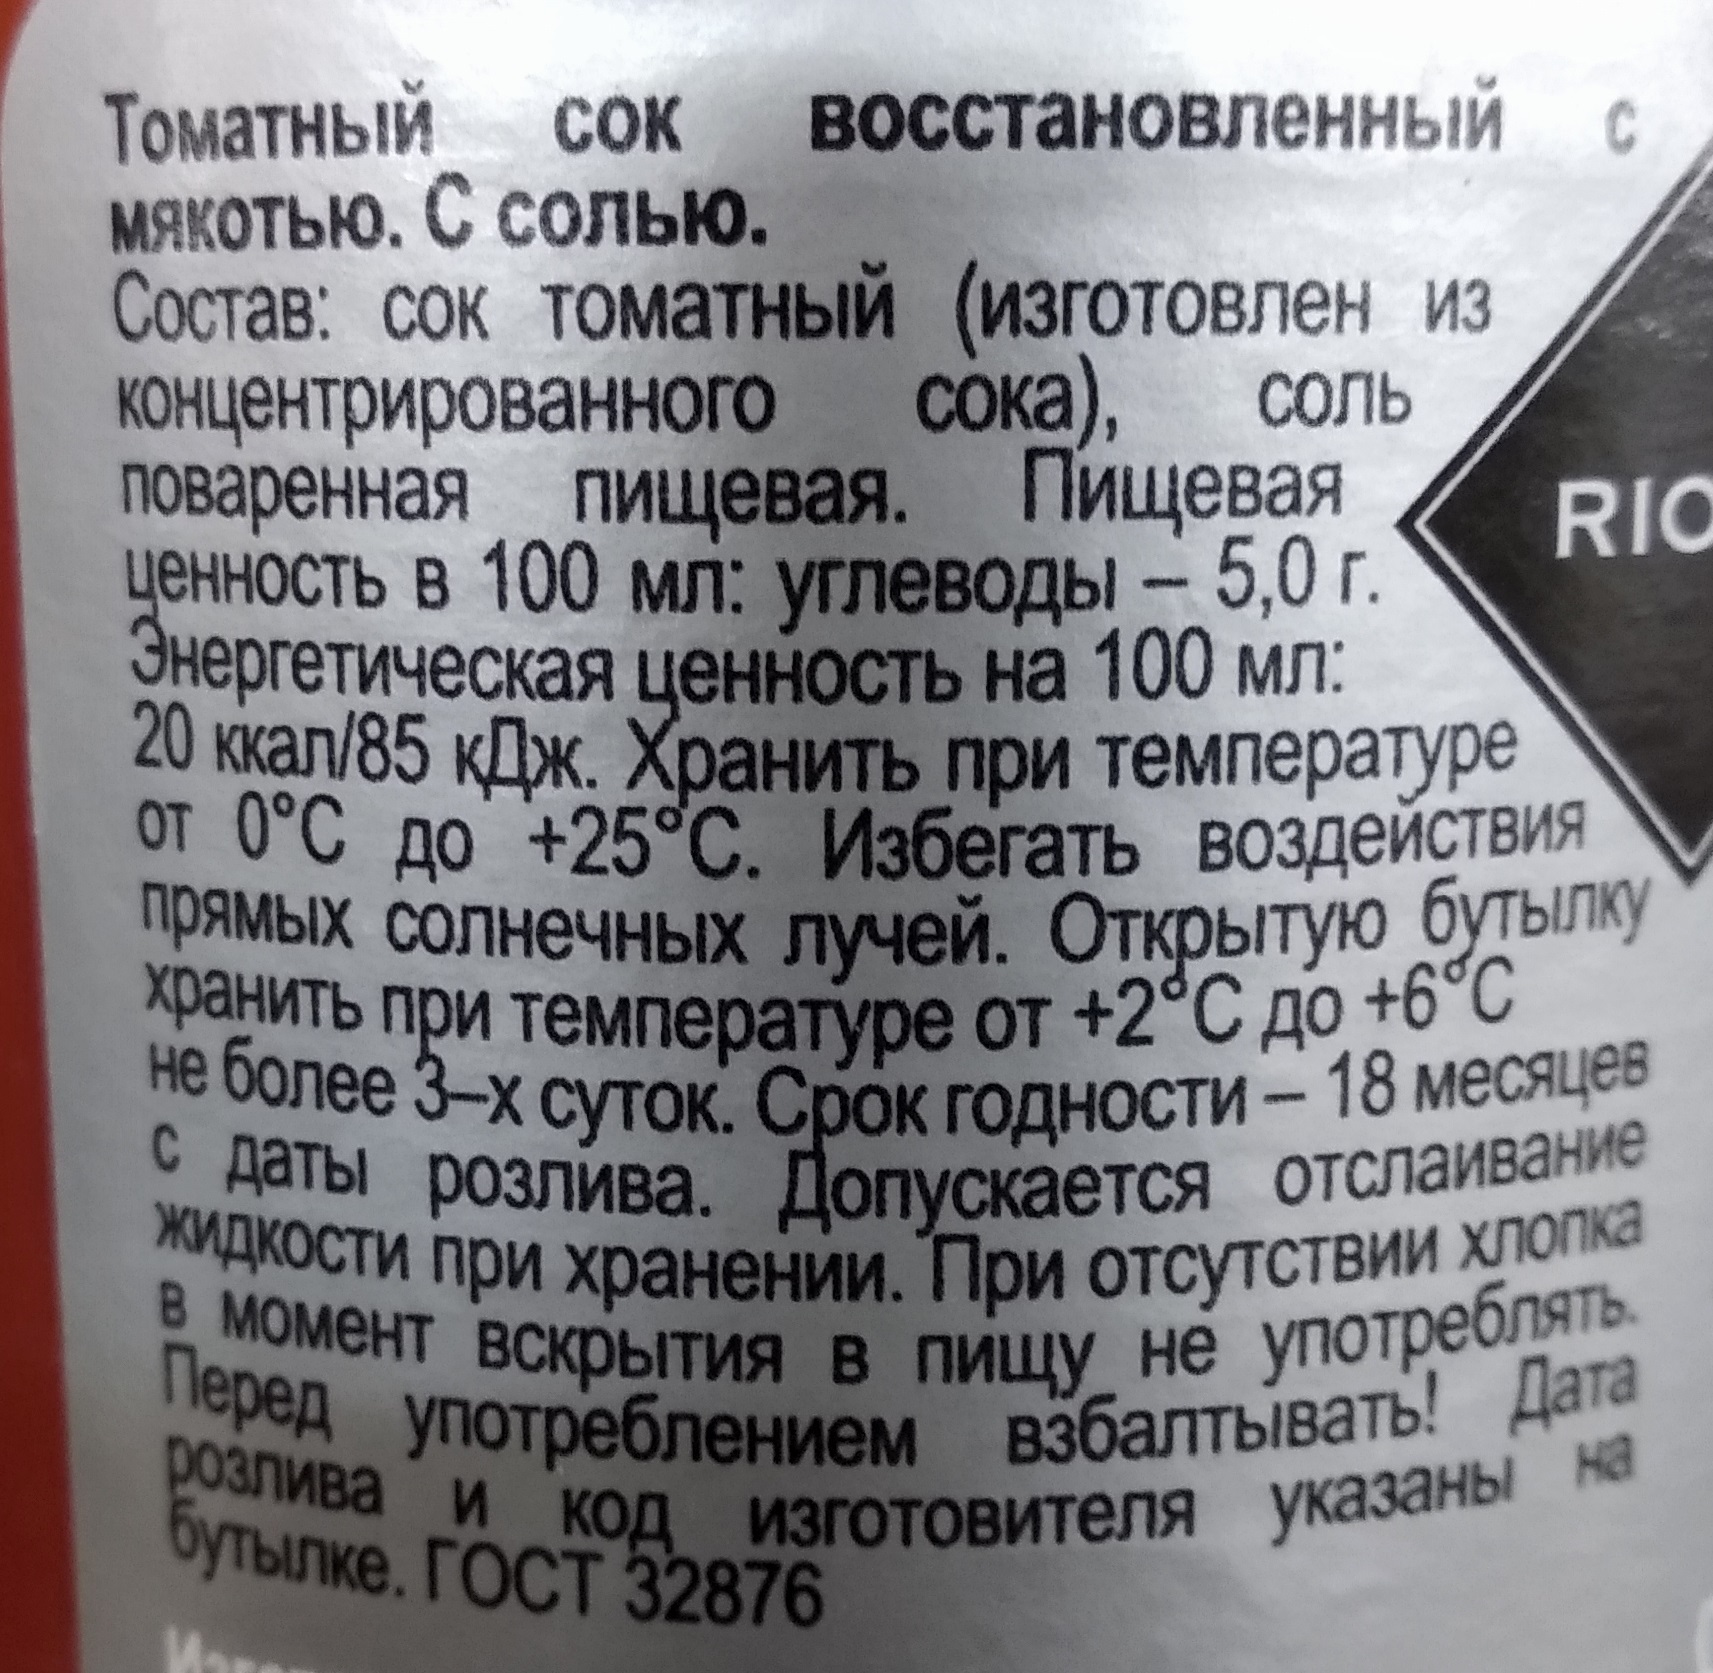 Томатный сок восстановленный с
мякотью. С солью.
Состав: сок томатный (изготовлен из
концентрированного сока), соль
поваренная пищевая. Пищевая
ценность в 100 мл: углеводы – 5,0 г.
Энергетическая ценность на 100 мл:
20 ккал/85 кДж. Хранить при температуре
от 0°С до +25°С. Избегать воздействия
прямых солнечных лучей. Открытую бутылку
хранить при температуре от +2°С до +6°С
не более 3–х суток. Срок годности – 18 месяцев
с даты розлива. Допускается отслаивание
жидкости при хранении. При отсутствии хлопка
в момент вскрытия в пищу не употреблять.
Перед употреблением взбалтывать! Дата
розлива и код изготовителя указаны на
бутылке. ГОСТ 32876
RIO